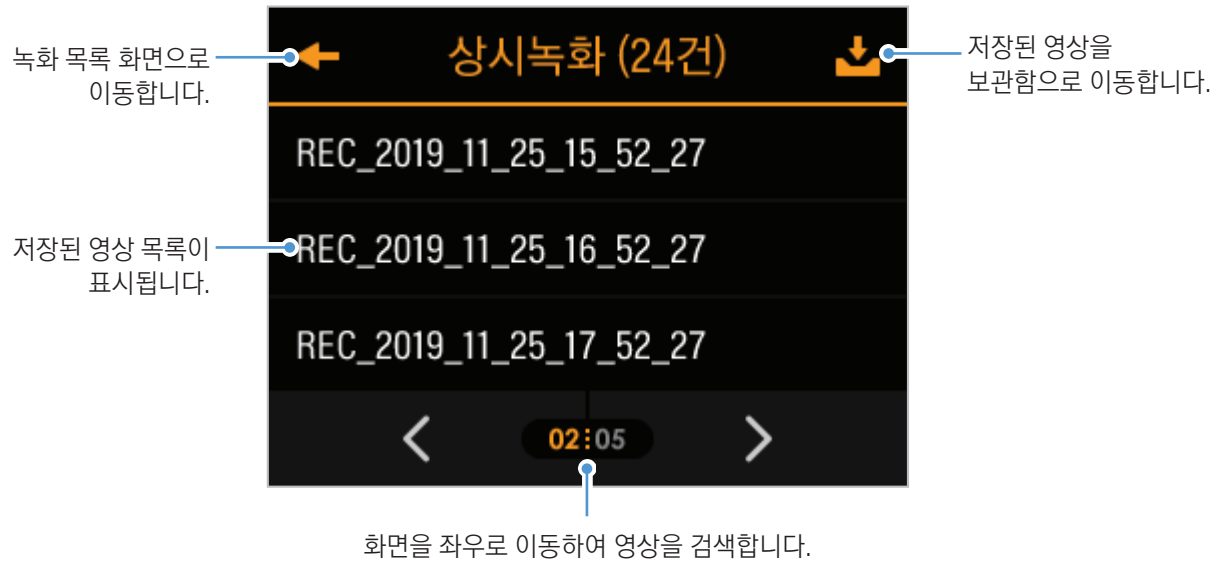 녹화 목록 화면으로
이동합니다.
상시녹화 (24건)
저장된 영상을
보관함으로 이동합니다.
REC_2019_11_25_15_52_27
저장된 영상 목록이
표시됩니다.
REC_2019_11_25_16_52_27
REC_2019_11_25_17_52_27
02⋮05
화면을 좌우로 이동하여 영상을 검색합니다.